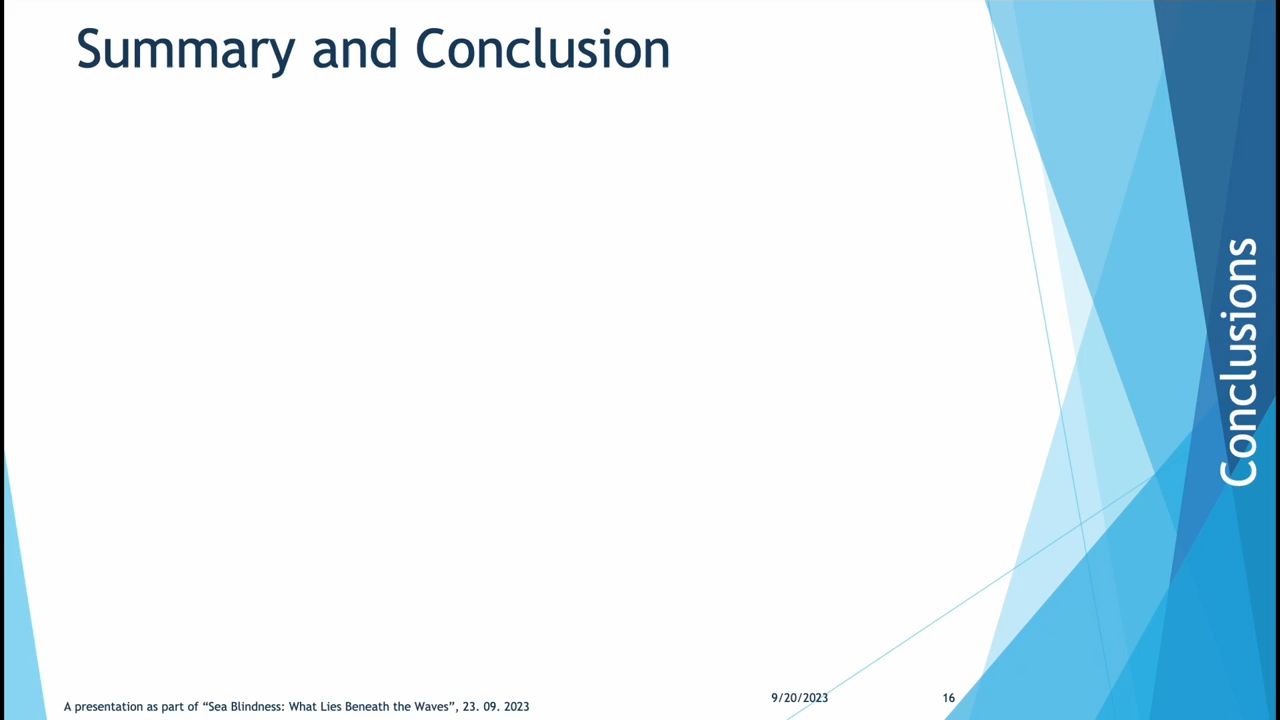 Summary and Conclusion
Conclusions
A presentation as part of “Sea Blindness: What Lies Beneath the Waves”, 23. 09. 2023
9/20/2023
16